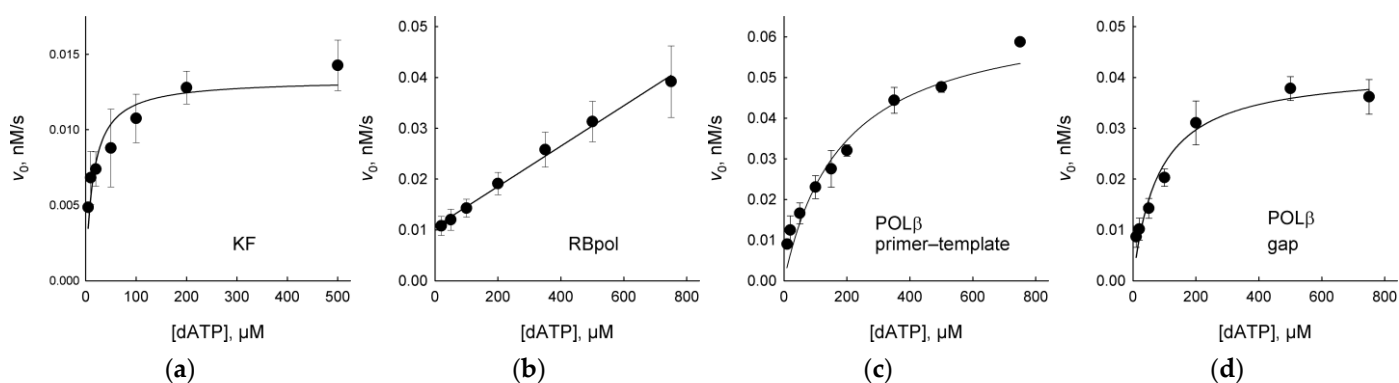 0.015
0.010
0.005
0.000
v₀, nM/s
KF
0 100 200 300 400 500
[dATP], µM
(a)
0.05
0.04
0.03
0.02
0.01
0.00
v₀, nM/s
RBpol
0 200 400 600 800
[dATP], µM
(b)
0.06
0.05
0.04
0.03
0.02
0.01
0.00
v₀, nM/s
POLβ
primer–template
0 200 400 600 800
[dATP], µM
(c)
0.05
0.04
0.03
0.02
0.01
0.00
v₀, nM/s
POLβ
gap
0 200 400 600 800
[dATP], µM
(d)